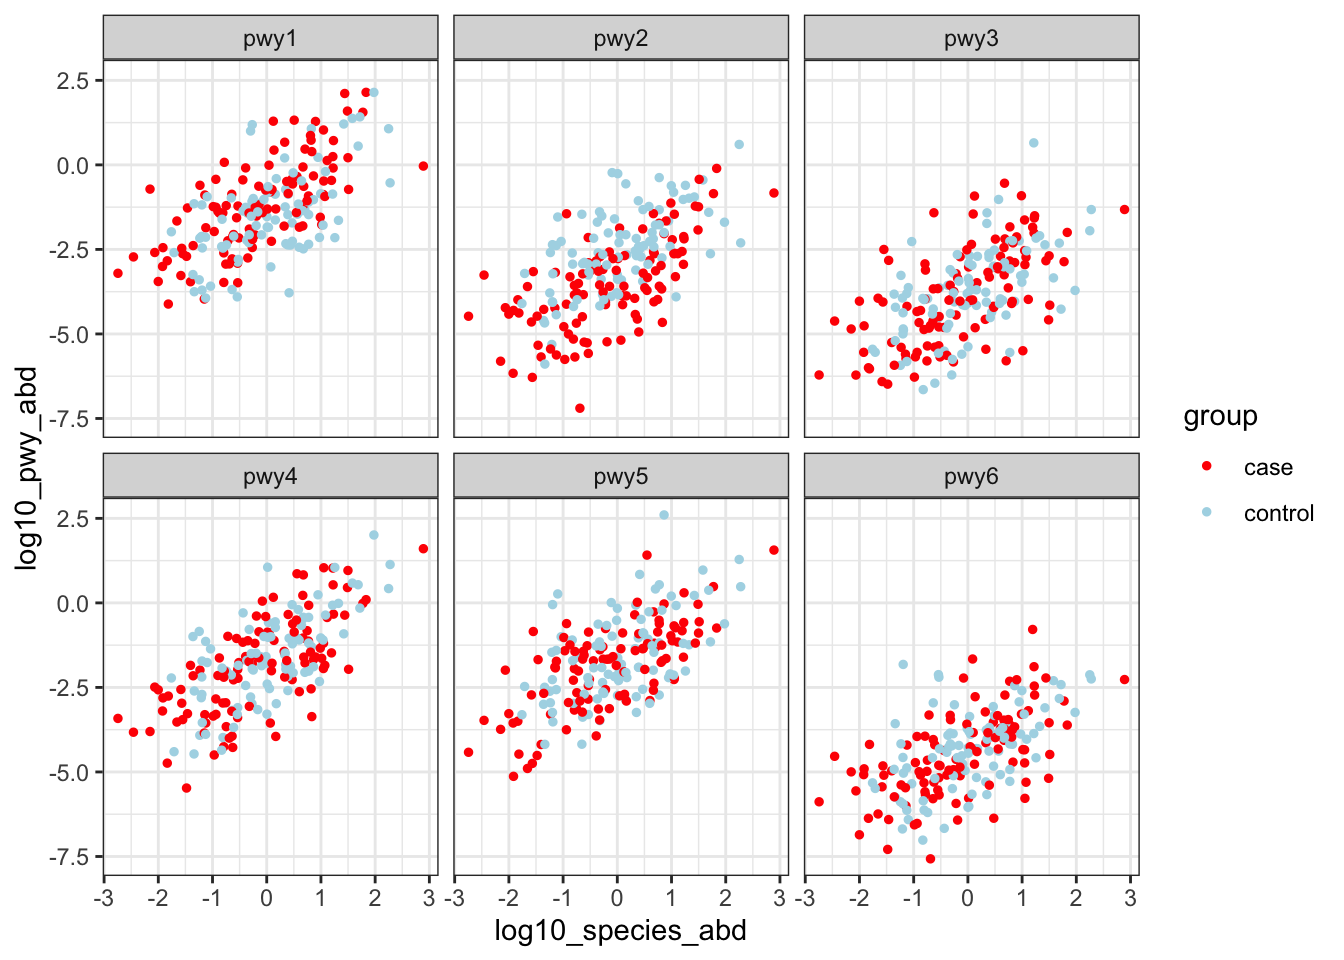 pwy1 pwy2 pwy3
2.5
0.0
-2.5
-5.0
-7.5
pwy4 pwy5 pwy6
2.5
0.0
-2.5
-5.0
-7.5
-3 -2 -1 0 1 2 3 -3 -2 -1 0 1 2 3 -3 -2 -1 0 1 2 3
log10_species_abd
log10_pwy_abd
group
case
control